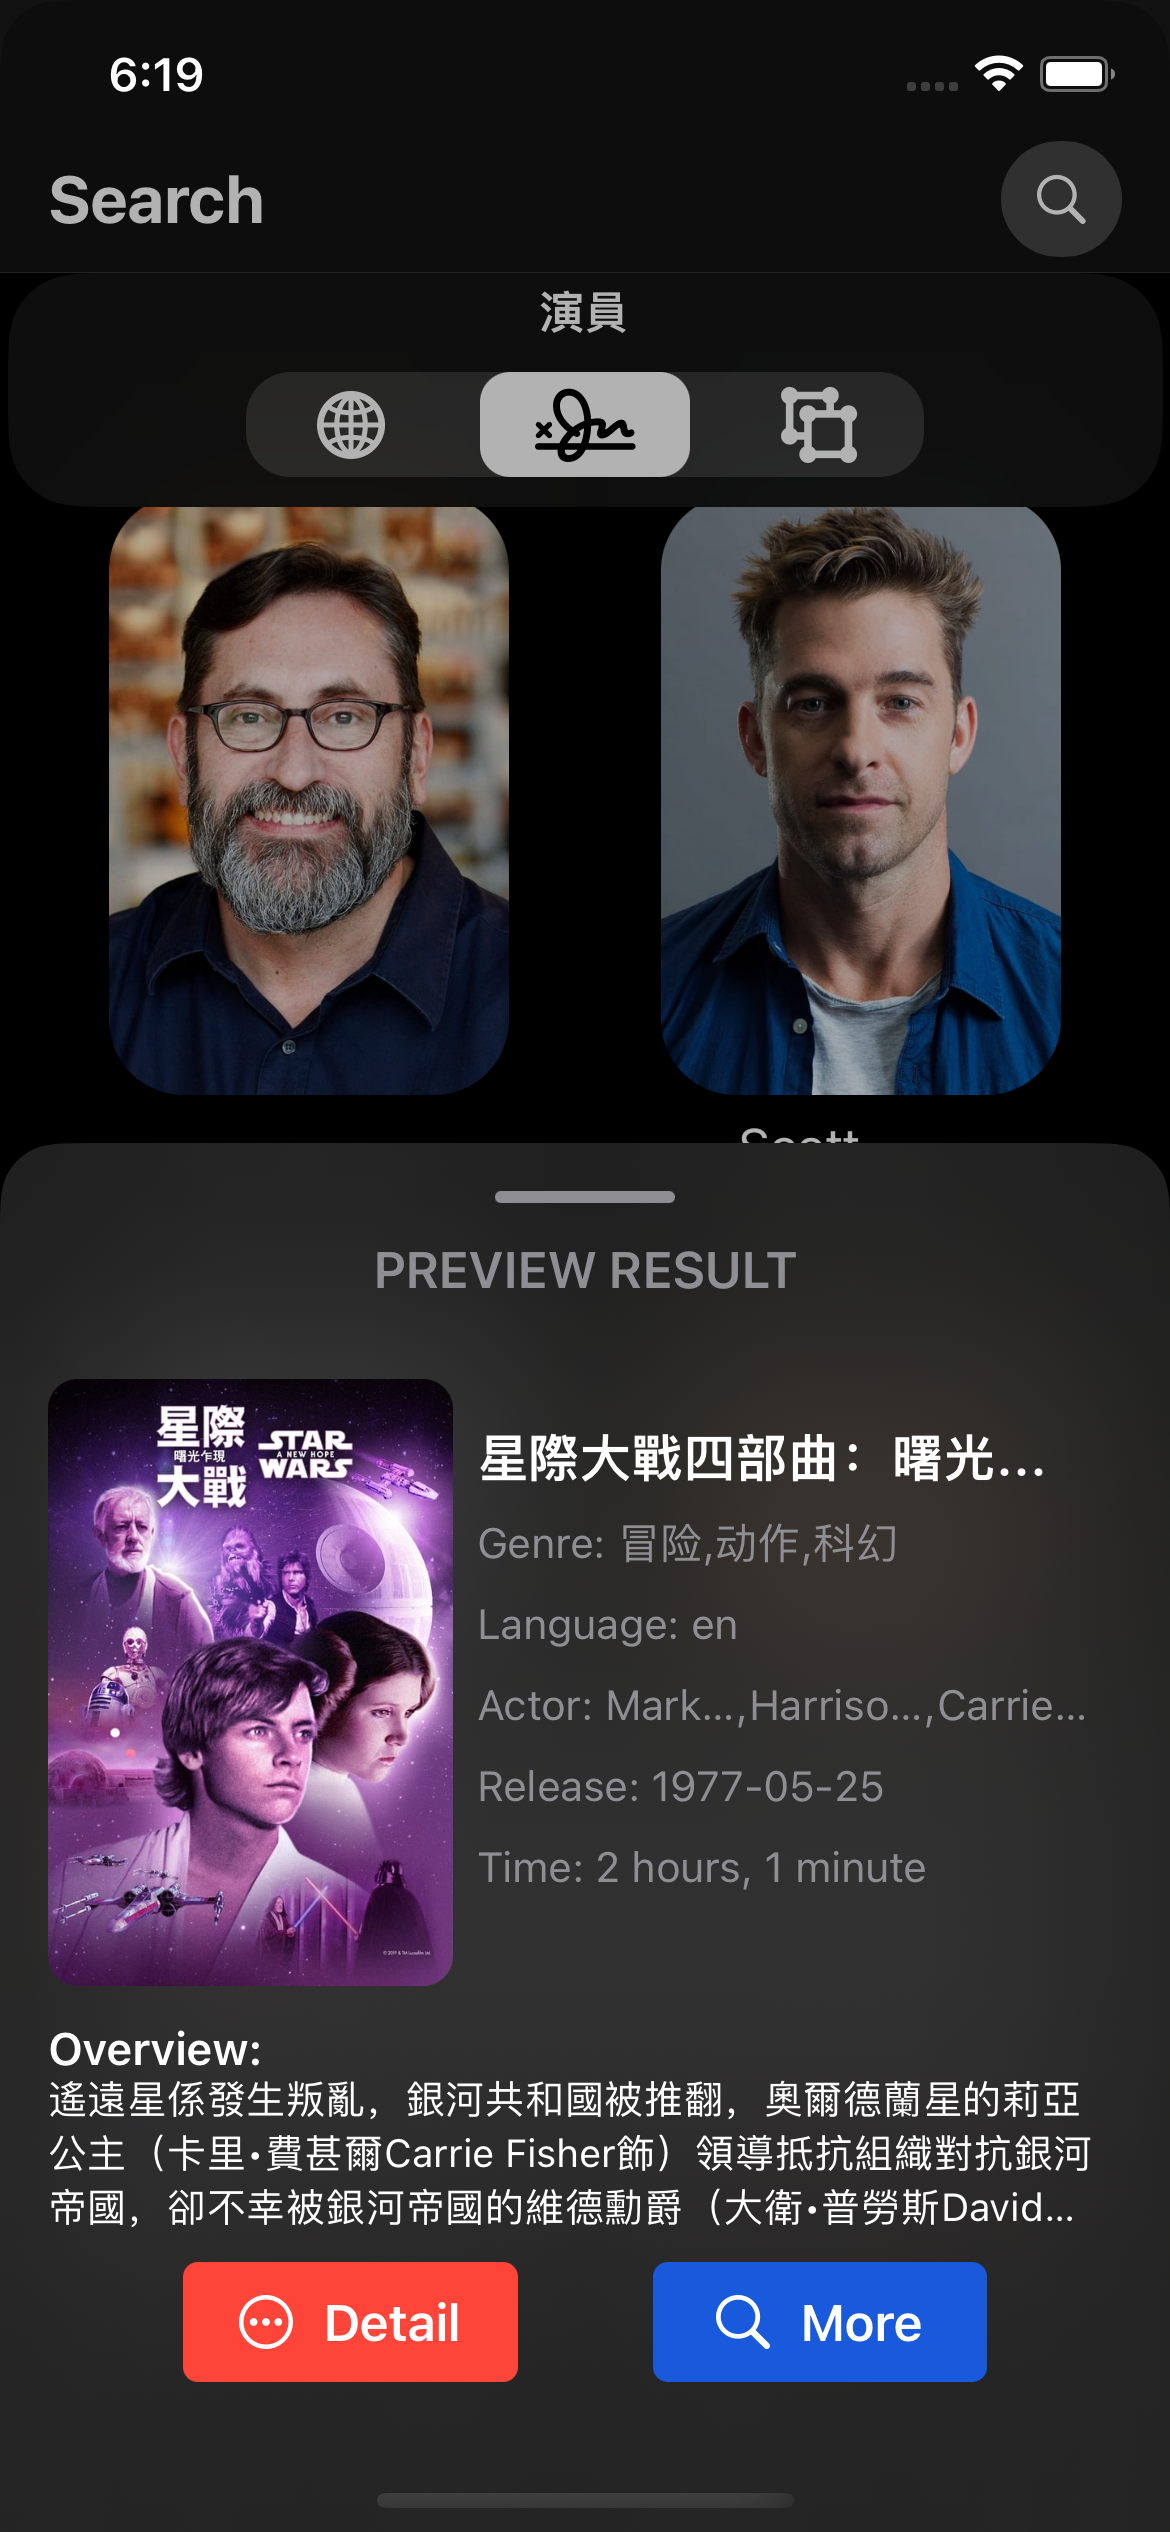 6:19
Search
演員
Scott
PREVIEW RESULT
星際
曙光乍現
大戰
STAR
A NEW HOPE
WARS
星際大戰四部曲：曙光...
Genre: 冒险,动作,科幻
Language: en
Actor: Mark...,Harriso...,Carrie...
Release: 1977-05-25
Time: 2 hours, 1 minute
Overview:
遙遠星係發生叛亂，銀河共和國被推翻，奧爾德蘭星的莉亞
公主（卡里•費甚爾Carrie Fisher飾）領導抵抗組織對抗銀河
帝國，卻不幸被銀河帝國的維德勳爵（大衛•普勞斯David...
Detail
More